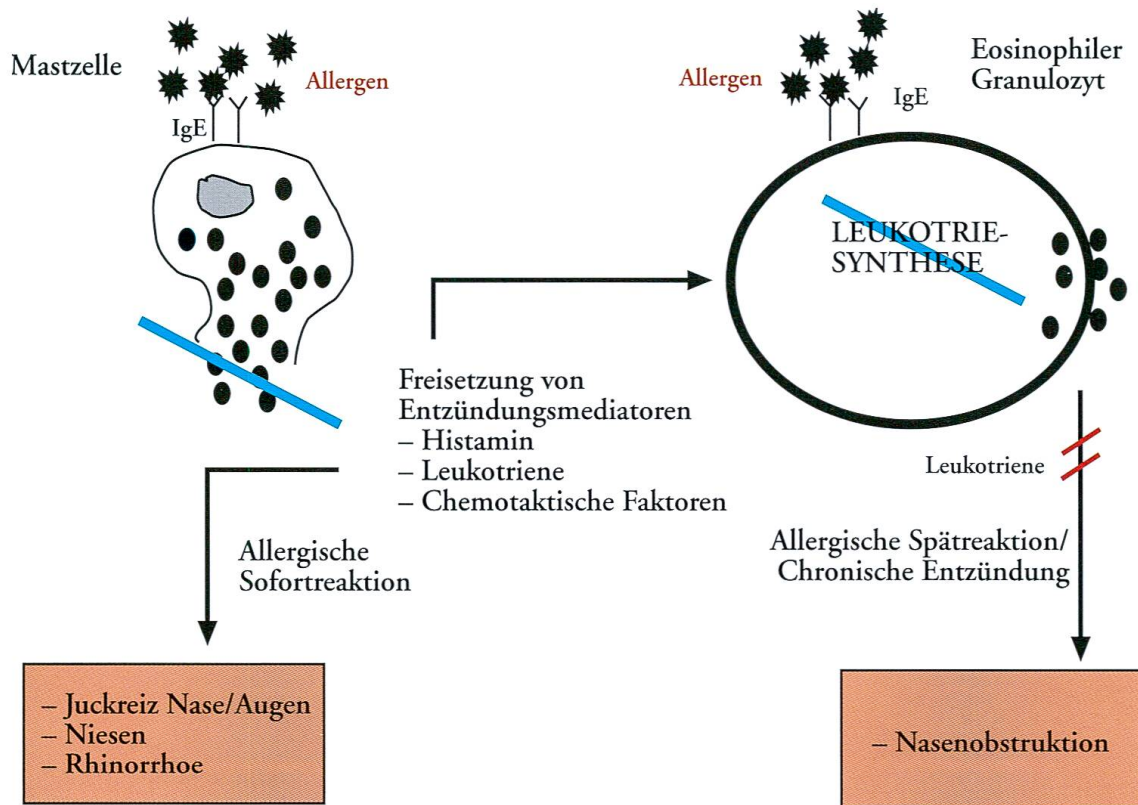 Mastzelle
Allergen
IgE
Allergen
IgE
Eosinophiler
Granulozyt
LEUKOTRIE-
SYNTHESE
Freisetzung von
Entzündungsmediatoren
– Histamin
– Leukotriene
– Chemotaktische Faktoren
Leukotriene
Allergische
Sofortreaktion
Allergische Spätreaktion/
Chronische Entzündung
– Juckreiz Nase/Augen
– Niesen
– Rhinorrhoe
– Nasenobstruktion